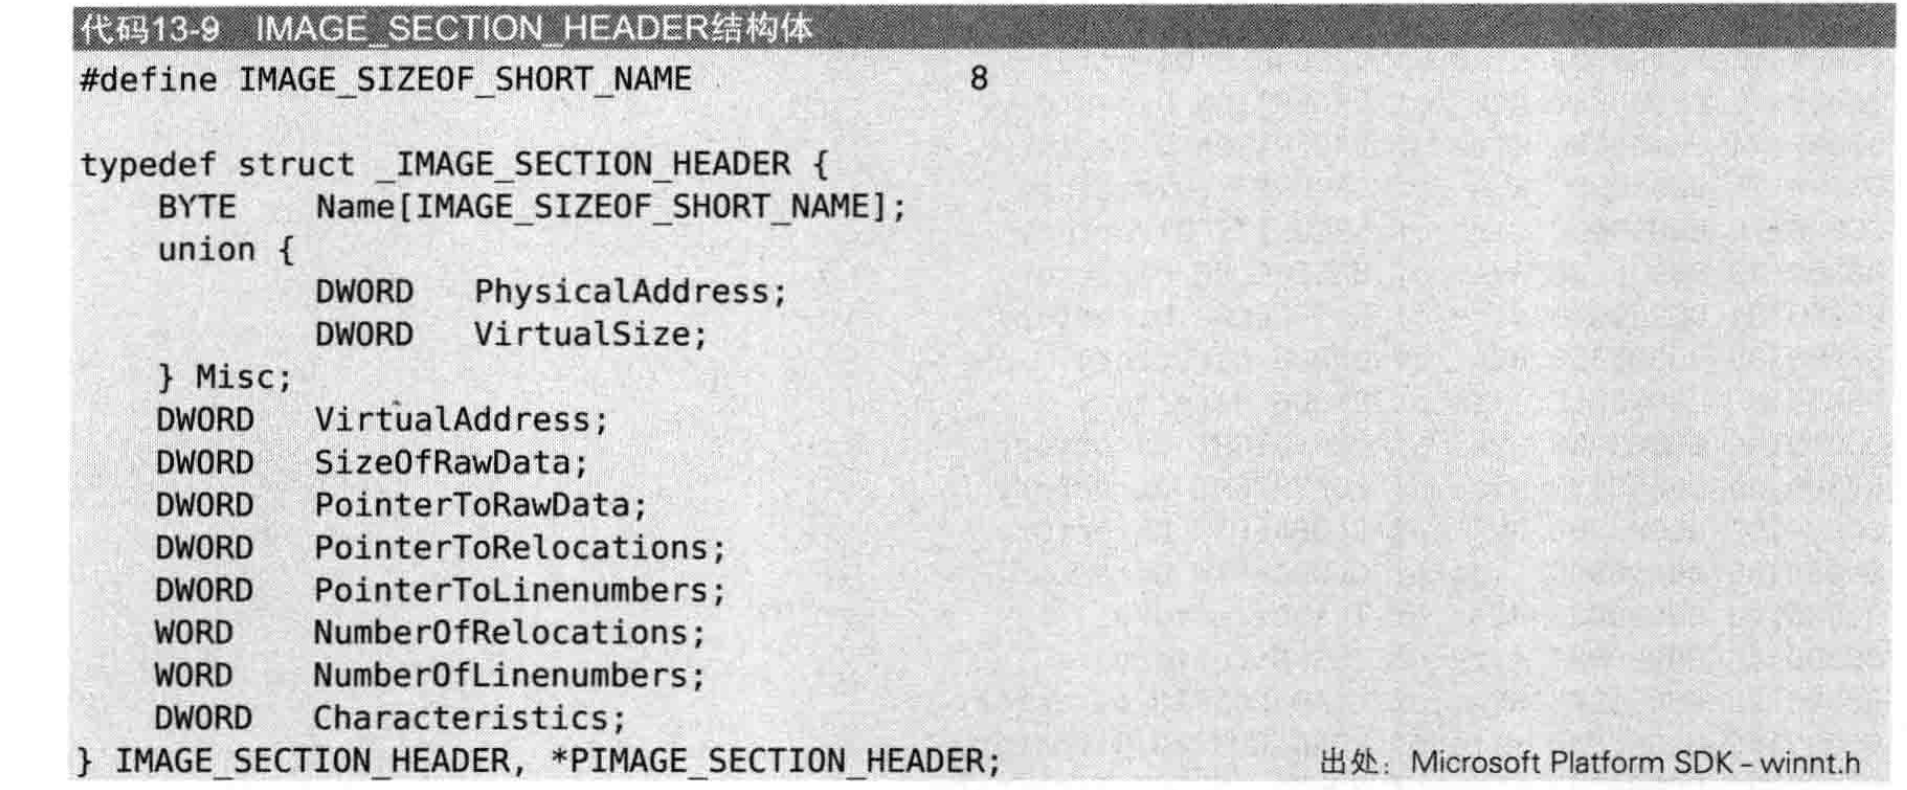 代码13-9 IMAGE_SECTION_HEADER结构体
#define IMAGE_SIZEOF_SHORT_NAME 8
typedef struct _IMAGE_SECTION_HEADER {
BYTE Name[IMAGE_SIZEOF_SHORT_NAME];
union {
DWORD PhysicalAddress;
DWORD VirtualSize;
} Misc;
DWORD VirtualAddress;
DWORD SizeOfRawData;
DWORD PointerToRawData;
DWORD PointerToRelocations;
DWORD PointerToLinenumbers;
WORD NumberOfRelocations;
WORD NumberOfLinenumbers;
DWORD Characteristics;
} IMAGE_SECTION_HEADER, *PIMAGE_SECTION_HEADER;
出处：Microsoft Platform SDK – winnt.h